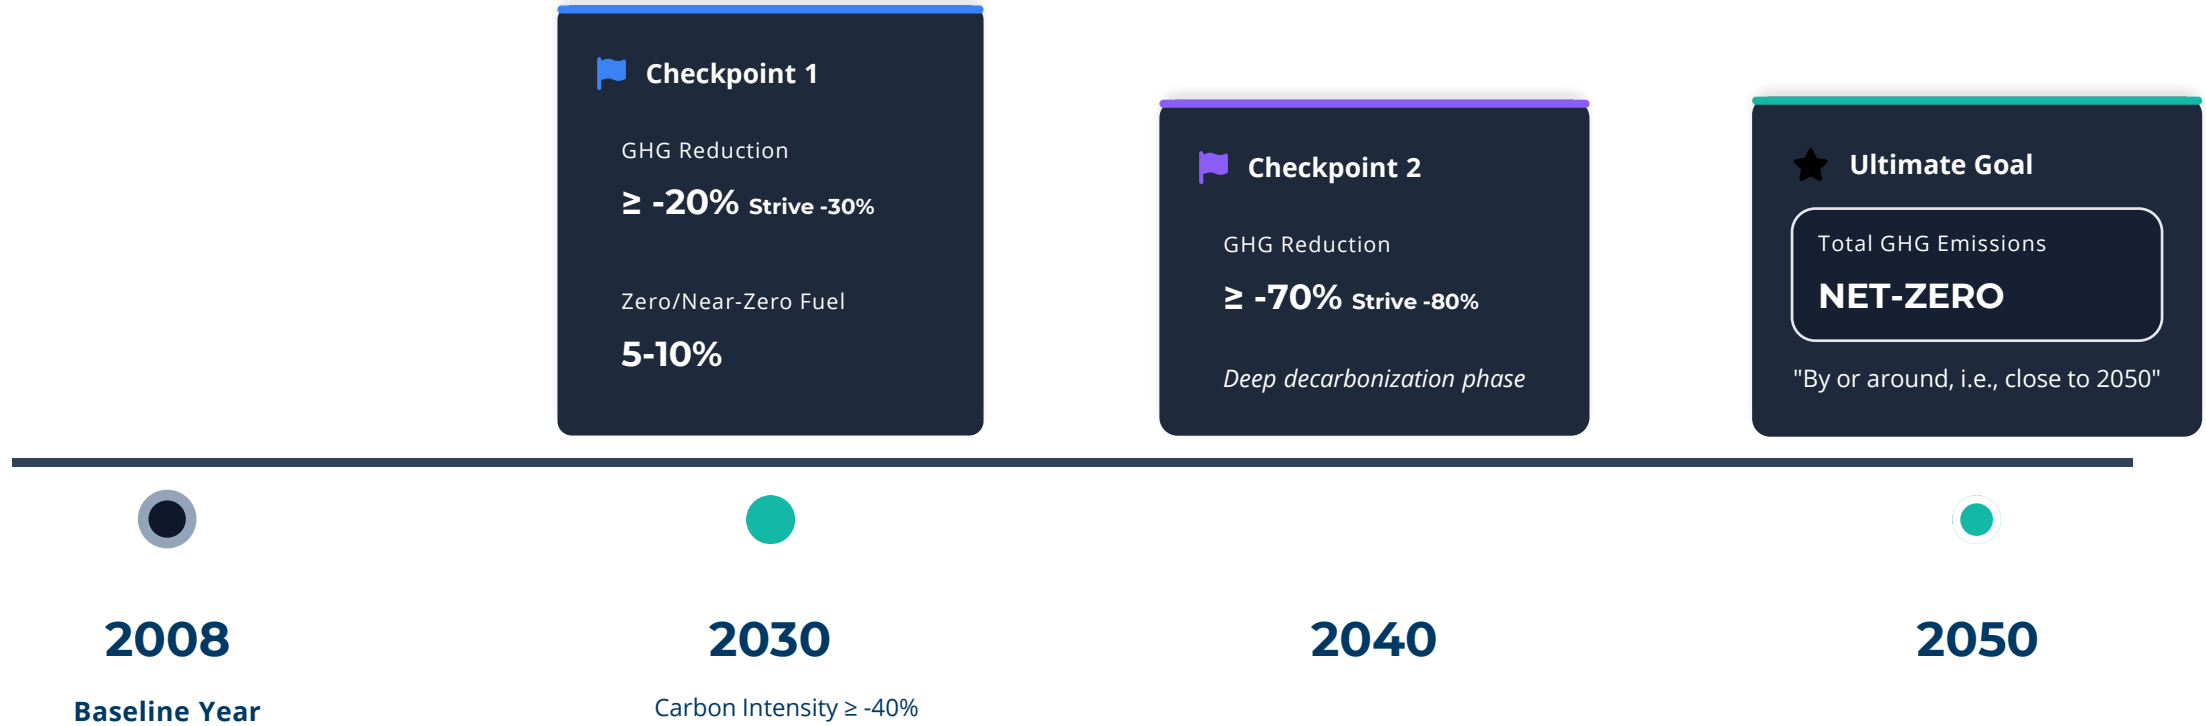 Checkpoint 1
GHG Reduction
≥ -20% Strive -30%
Zero/Near-Zero Fuel
5-10%
Checkpoint 2
GHG Reduction
≥ -70% Strive -80%
Deep decarbonization phase
Ultimate Goal
Total GHG Emissions
NET-ZERO
"By or around, i.e., close to 2050"
2008
Baseline Year
2030
Carbon Intensity ≥ -40%
2040
2050